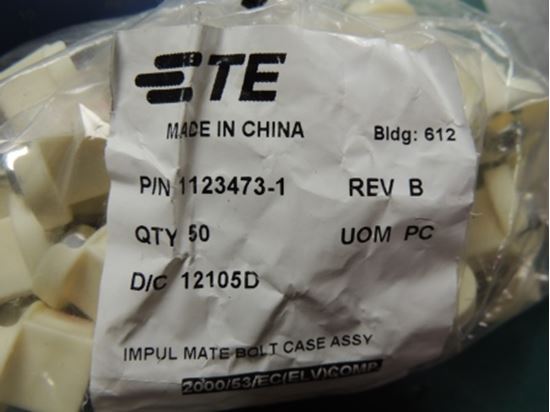 TE
MADE IN CHINA Bldg: 612
P/N 1123473-1 REV B
QTY 50 UOM PC
D/C 12105D
IMPUL MATE BOLT CASE ASSY
2000/53/EC(ELV)COMP